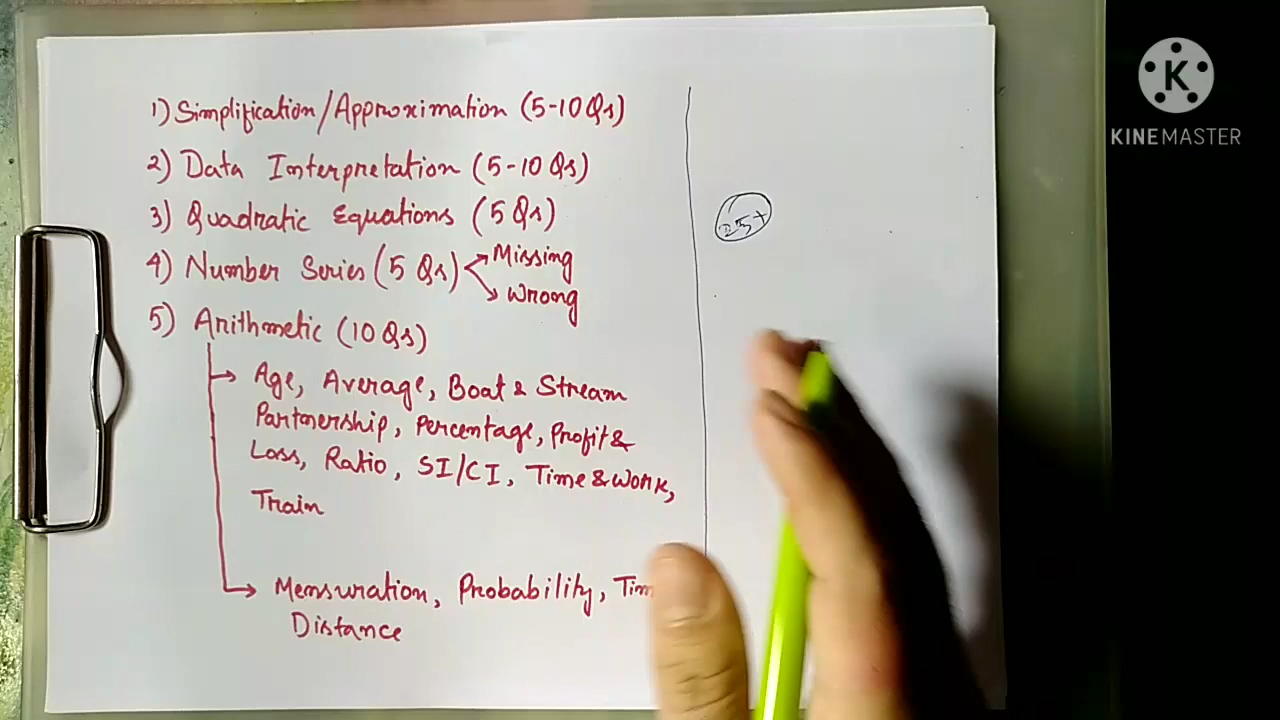 1) Simplification/Approximation (5-10 Qs)
2) Data Interpretation (5-10 Qs)
3) Quadratic Equations (5 Qs)
4) Number Series (5 Qs) Missing
Wrong
5) Arithmetic (10 Qs)
Age, Average, Boat & Stream
Partnership, Percentage, Profit &
Loss, Ratio, SI/CI, Time & Work,
Train
Mensuration, Probability, Tim
Distance
25+
K
KINEMASTER